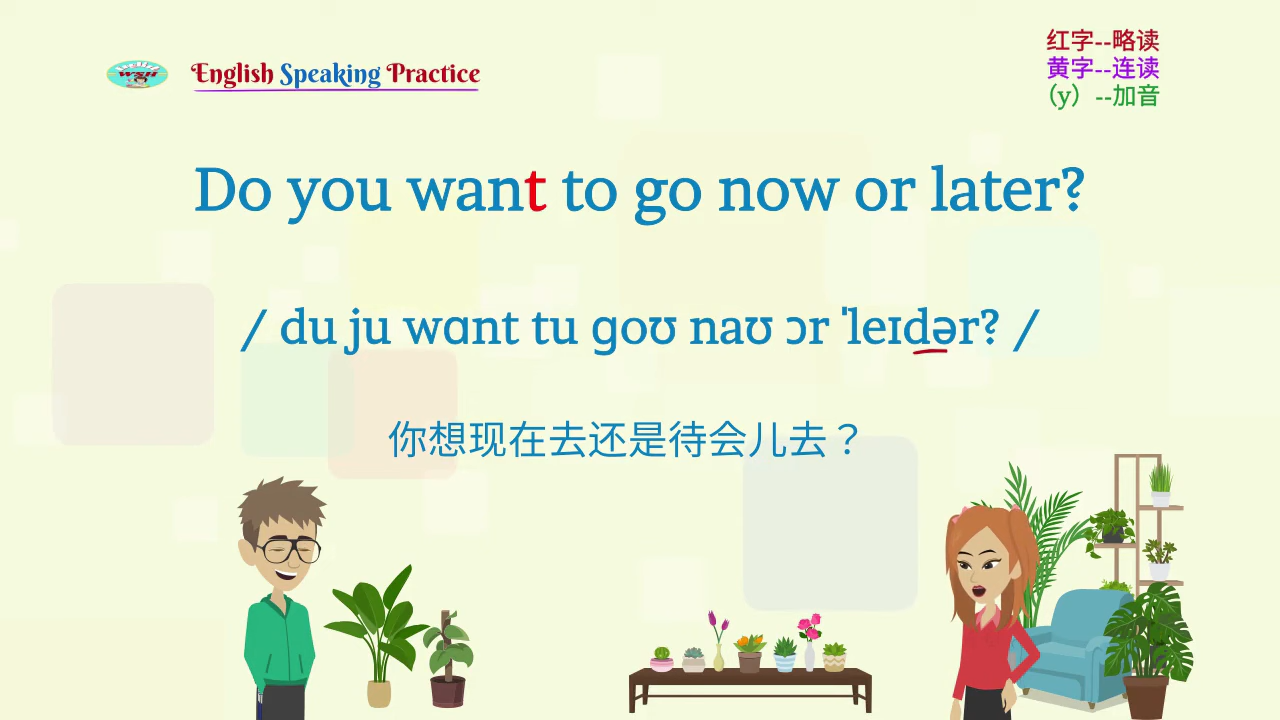 English Speaking Practice
红字--略读
黄字--连读
（y）--加音
Do you want to go now or later?
/ du ju wɑnt tu ɡoʊ naʊ ɔr ˈleɪdər? /
你想现在去还是待会儿去？